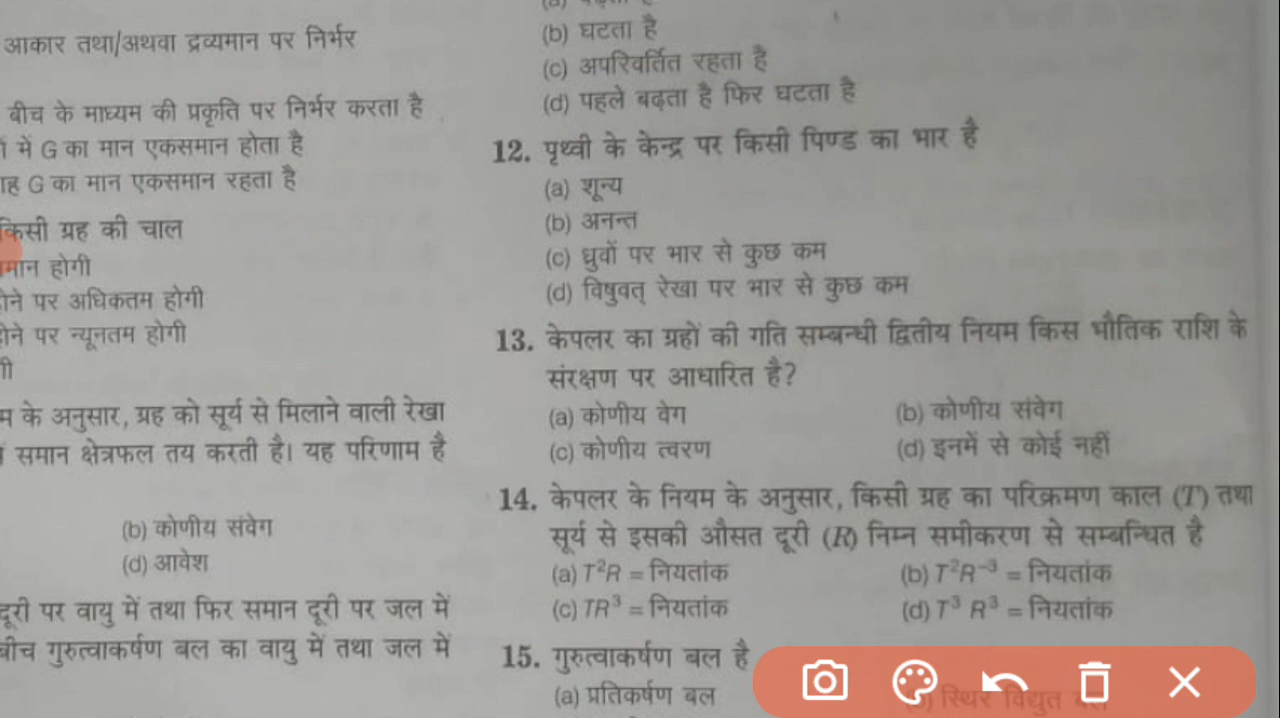 आकार तथा/अथवा द्रव्यमान पर निर्भर
बीच के माध्यम की प्रकृति पर निर्भर करता है
में G का मान एकसमान होता है
G का मान एकसमान रहता है
किसी ग्रह की चाल
होगी
पर अधिकतम होगी
पर न्यूनतम होगी
के अनुसार, ग्रह को सूर्य से मिलाने वाली रेखा
समान क्षेत्रफल तय करती है। यह परिणाम है
(b) कोणीय संवेग
(d) आवेश
दूरी पर वायु में तथा फिर समान दूरी पर जल में
बीच गुरुत्वाकर्षण बल का वायु में तथा जल में
(b) घटता है
(c) अपरिवर्तित रहता है
(d) पहले बढ़ता है फिर घटता है
12. पृथ्वी के केन्द्र पर किसी पिण्ड का भार है
(a) शून्य
(b) अनन्त
(c) ध्रुवों पर भार से कुछ कम
(d) विषुवत् रेखा पर भार से कुछ कम
13. केपलर का ग्रहों की गति सम्बन्धी द्वितीय नियम किस भौतिक राशि के
संरक्षण पर आधारित है?
(a) कोणीय वेग (b) कोणीय संवेग
(c) कोणीय त्वरण (d) इनमें से कोई नहीं
14. केपलर के नियम के अनुसार, किसी ग्रह का परिक्रमण काल (T) तथा
सूर्य से इसकी औसत दूरी (R) निम्न समीकरण से सम्बन्धित है
(a) T²R = नियतांक (b) T²R⁻³ = नियतांक
(c) TR³ = नियतांक (d) T³ R³ = नियतांक
15. गुरुत्वाकर्षण बल है
(a) प्रतिकर्षण बल (b) स्थिर विद्युत बल